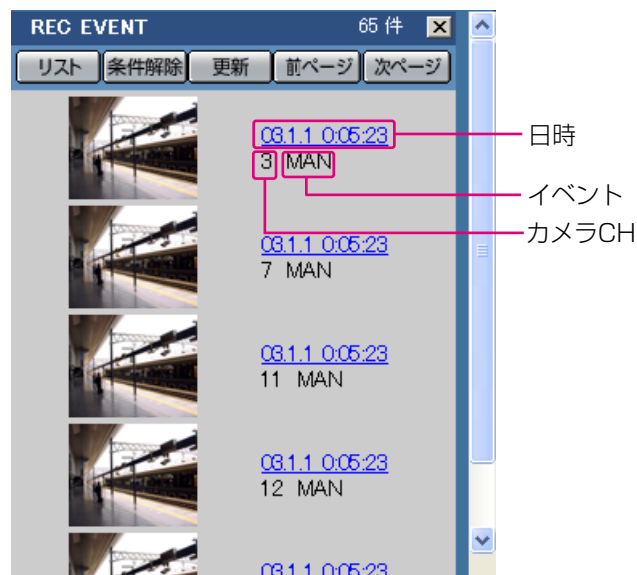 REC EVENT 65 件
リスト 条件解除 更新 前ページ 次ページ
03.1.1 0:05:23 日時
3 MAN
イベント
カメラCH
03.1.1 0:05:23
7 MAN
03.1.1 0:05:23
11 MAN
03.1.1 0:05:23
12 MAN
03.1.1 0:05:23